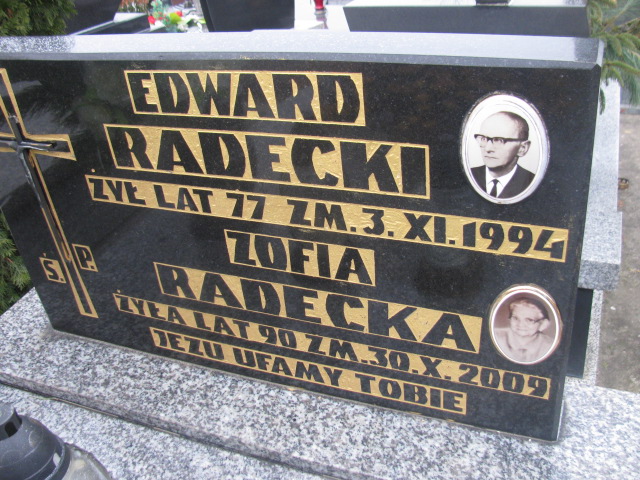 EDWARD
RADECKI
ŻYŁ LAT 77 ZM. 3. XI. 1994
ZOFIA
RADECKA
ŻYŁA LAT 90 ZM. 30. X. 2009
JEZU UFAMY TOBIE
Ś. P.